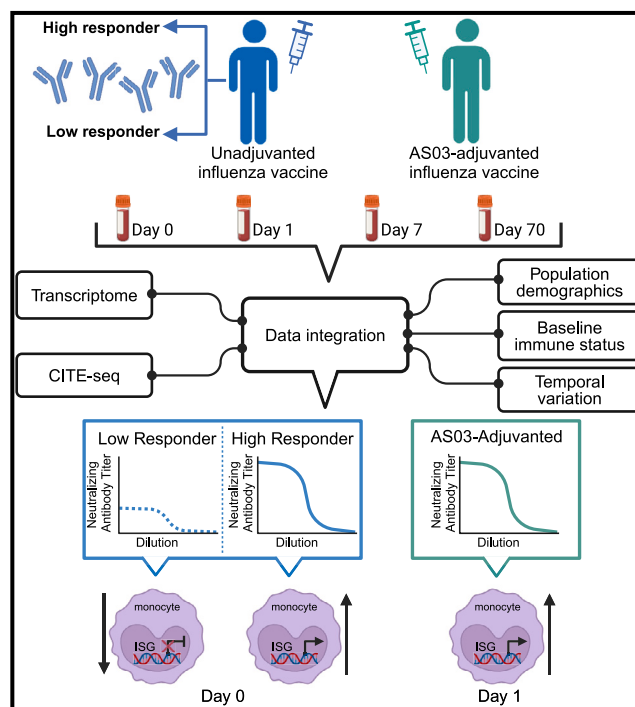 High responder
Low responder
Unadjuvanted
influenza vaccine
AS03-adjuvanted
influenza vaccine
Day 0
Day 1
Day 7
Day 70
Transcriptome
CITE-seq
Data integration
Population
demographics
Baseline
immune status
Temporal
variation
Low Responder
Neutralizing
Antibody Titer
Dilution
High Responder
Neutralizing
Antibody Titer
Dilution
AS03-Adjuvanted
Neutralizing
Antibody Titer
Dilution
monocyte
ISG
monocyte
ISG
monocyte
ISG
Day 0
Day 1